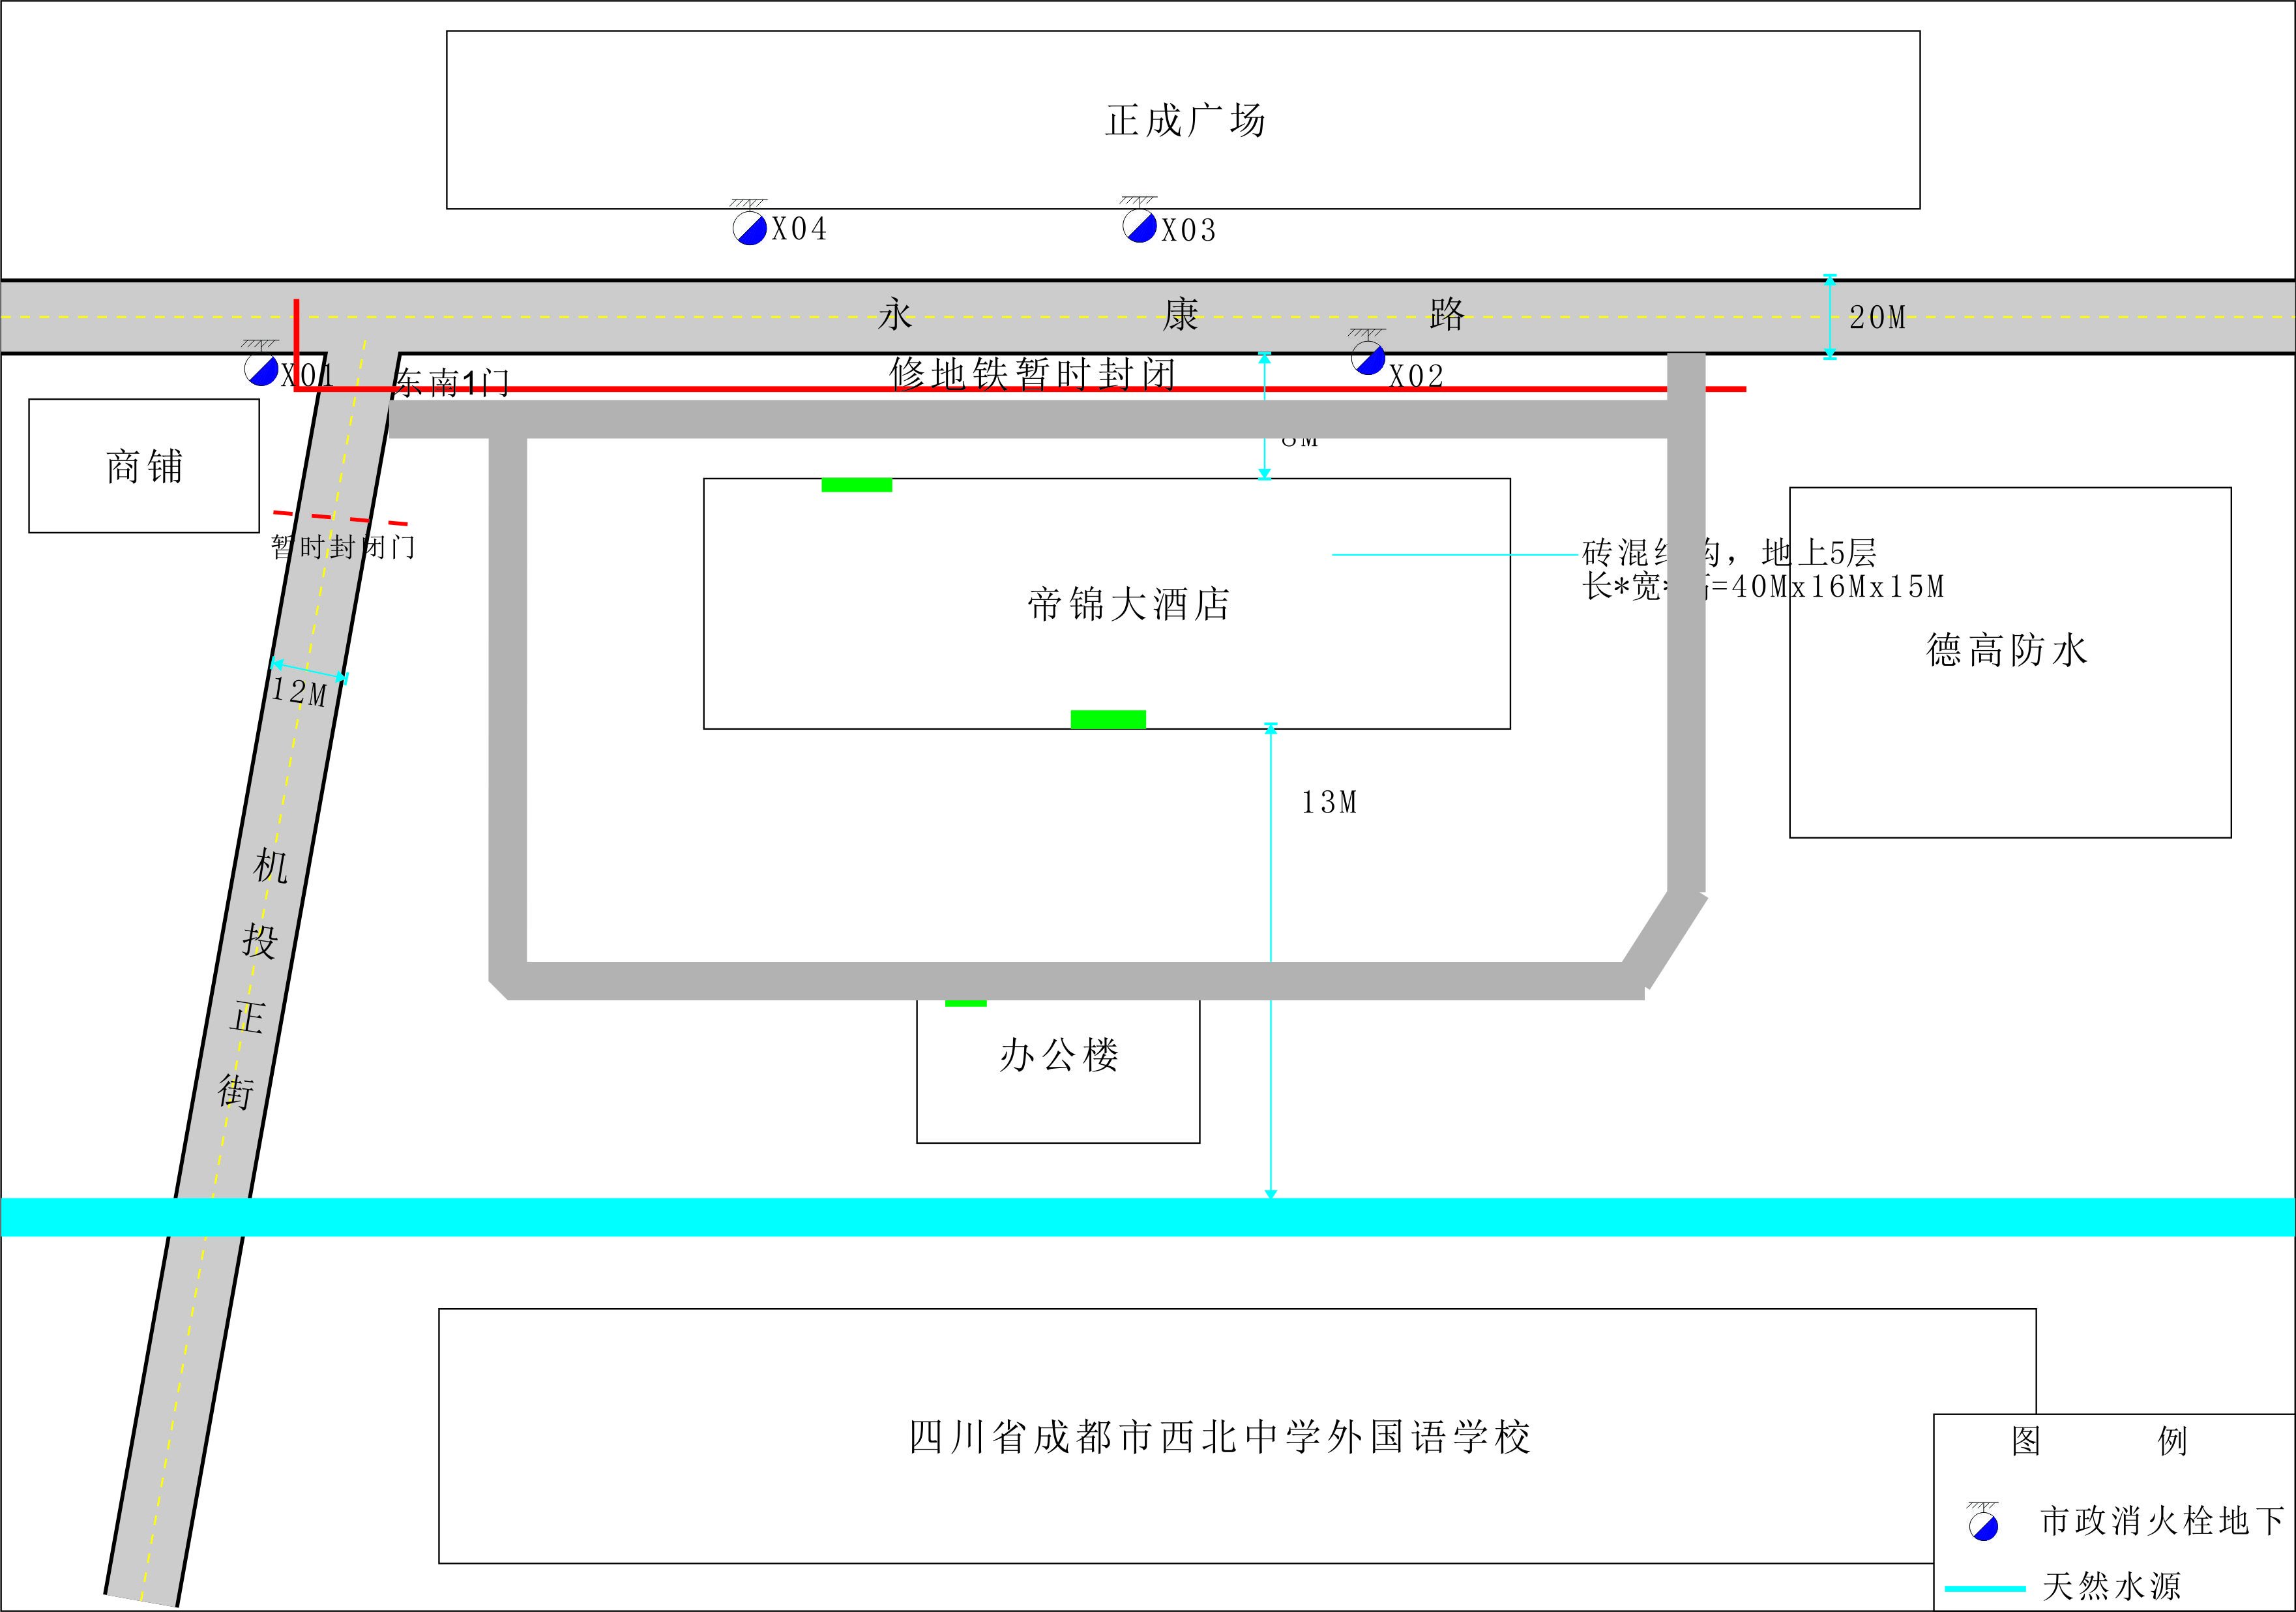 正成广场
X04
X03
永康路
20M
X01
东南1门
修地铁暂时封闭
X02
8M
商铺
暂时封闭门
砖混结构，地上5层
长*宽*高=40Mx16Mx15M
帝锦大酒店
德高防水
12M
13M
机投正街
办公楼
四川省成都市西北中学外国语学校
图例
市政消火栓地下
天然水源